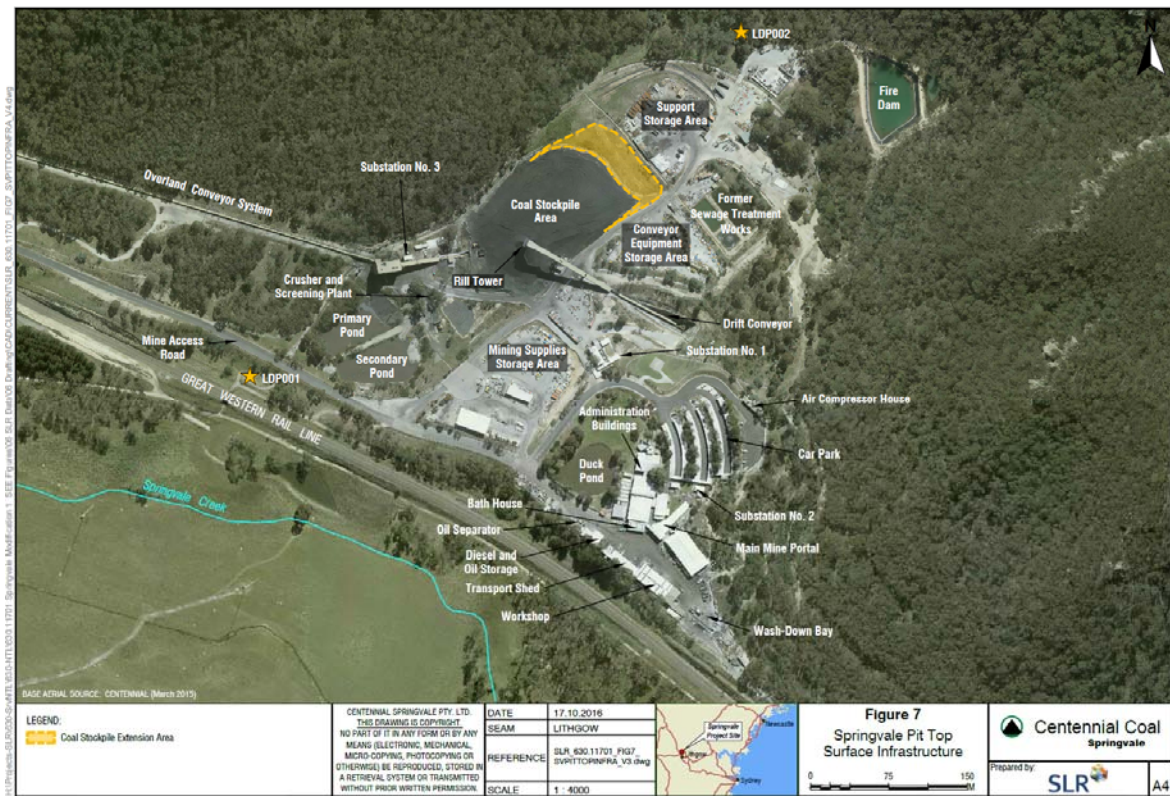 LDP002
Fire
Dam
Support
Storage Area
Substation No. 3
Overland Conveyor System
Coal Stockpile
Area
Former
Sewage Treatment
Works
Conveyor
Equipment
Storage Area
Rill Tower
Crusher and
Screening Plant
Primary
Pond
Drift Conveyor
Mine Access
Road
Secondary
Pond
Mining Supplies
Storage Area
Substation No. 1
LDP001
GREAT WESTERN RAIL LINE
Air Compressor House
Administration
Buildings
Car Park
Duck
Pond
Springvale Creek
Bath House
Substation No. 2
Oil Separator
Main Mine Portal
Diesel and
Oil Storage
Transport Shed
Workshop
Wash-Down Bay
BASE AERIAL SOURCE: CENTENNIAL (March 2015)
LEGEND:
Coal Stockpile Extension Area
CENTENNIAL SPRINGVALE PTY. LTD.
THIS DRAWING IS COPYRIGHT.
NO PART OF IT IN ANY FORM OR BY ANY
MEANS (ELECTRONIC, MECHANICAL,
MICRO-COPYING, PHOTOCOPYING OR
OTHERWISE) BE REPRODUCED, STORED IN
A RETRIEVAL SYSTEM OR TRANSMITTED
WITHOUT PRIOR WRITTEN PERMISSION.
DATE 17.10.2016
SEAM LITHGOW
REFERENCE SLR_630.11701_FIG7_
SVPITTOPINFRA_V3.dwg
SCALE 1 : 4000
Springvale
Project Site
Newcastle
Lithgow
Sydney
Figure 7
Springvale Pit Top
Surface Infrastructure
0 75 150
M
Centennial Coal
Springvale
Prepared by:
SLR
A4